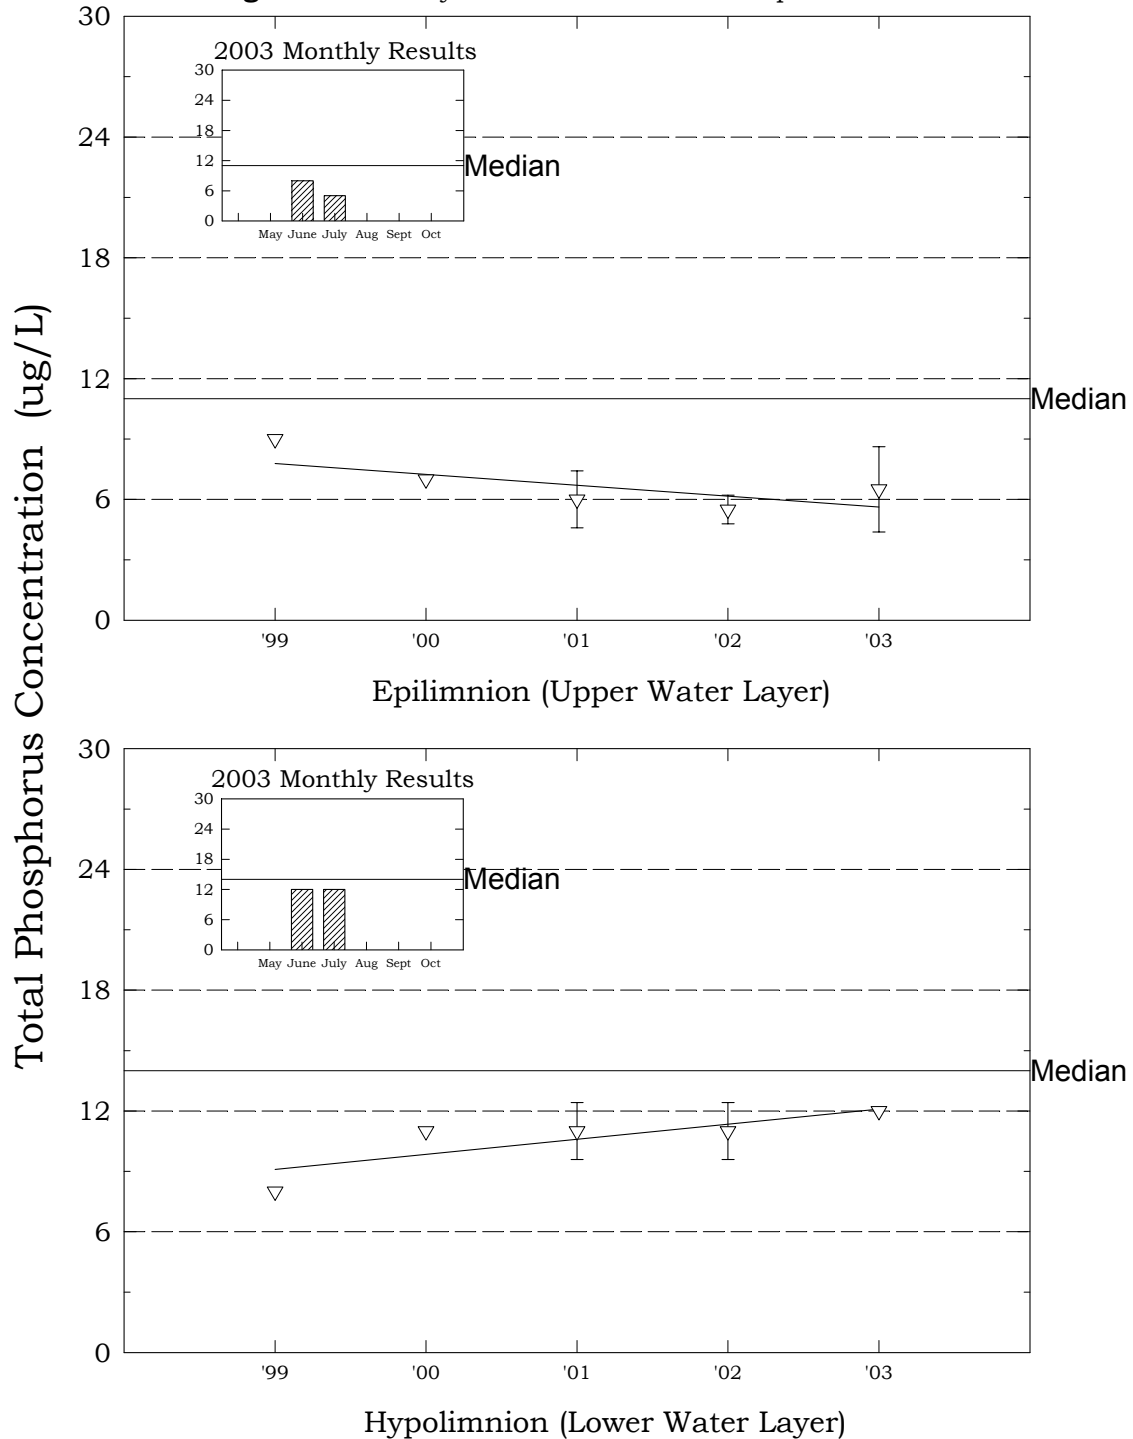 2003 Monthly Results
30
24
18
12
6
0
Median
May June July Aug Sept Oct
30
24
18
12
6
0
Median
'99 '00 '01 '02 '03
Epilimnion (Upper Water Layer)
Total Phosphorus Concentration (ug/L)
2003 Monthly Results
30
24
18
12
6
0
Median
May June July Aug Sept Oct
30
24
18
12
6
0
Median
'99 '00 '01 '02 '03
Hypolimnion (Lower Water Layer)